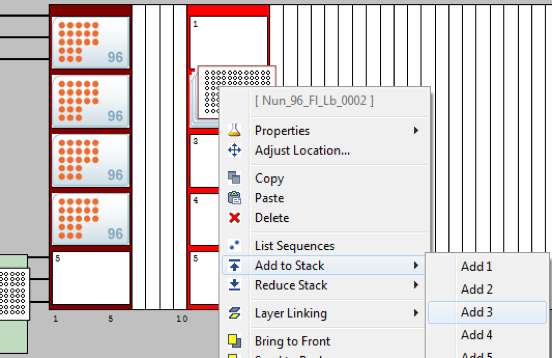 96
96
96
96
5
1
3
4
5
1 5 10
[ Nun_96_Fl_Lb_0002 ]
Properties
Adjust Location...
Copy
Paste
Delete
List Sequences
Add to Stack
Reduce Stack
Layer Linking
Bring to Front
Add 1
Add 2
Add 3
Add 4
Add 5